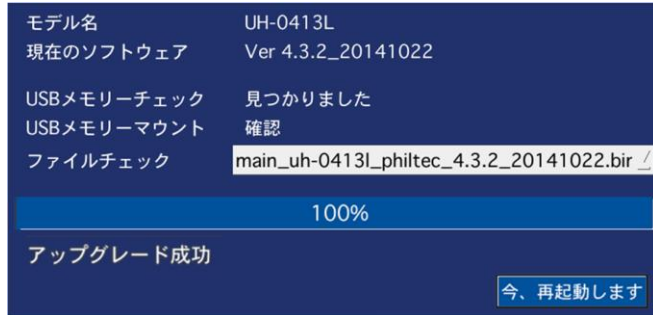 モデル名 UH-0413L
現在のソフトウェア Ver 4.3.2_20141022
USBメモリーチェック 見つかりました
USBメモリーマウント 確認
ファイルチェック main_uh-0413l_philtec_4.3.2_20141022.bir
100%
アップグレード成功
今、再起動します